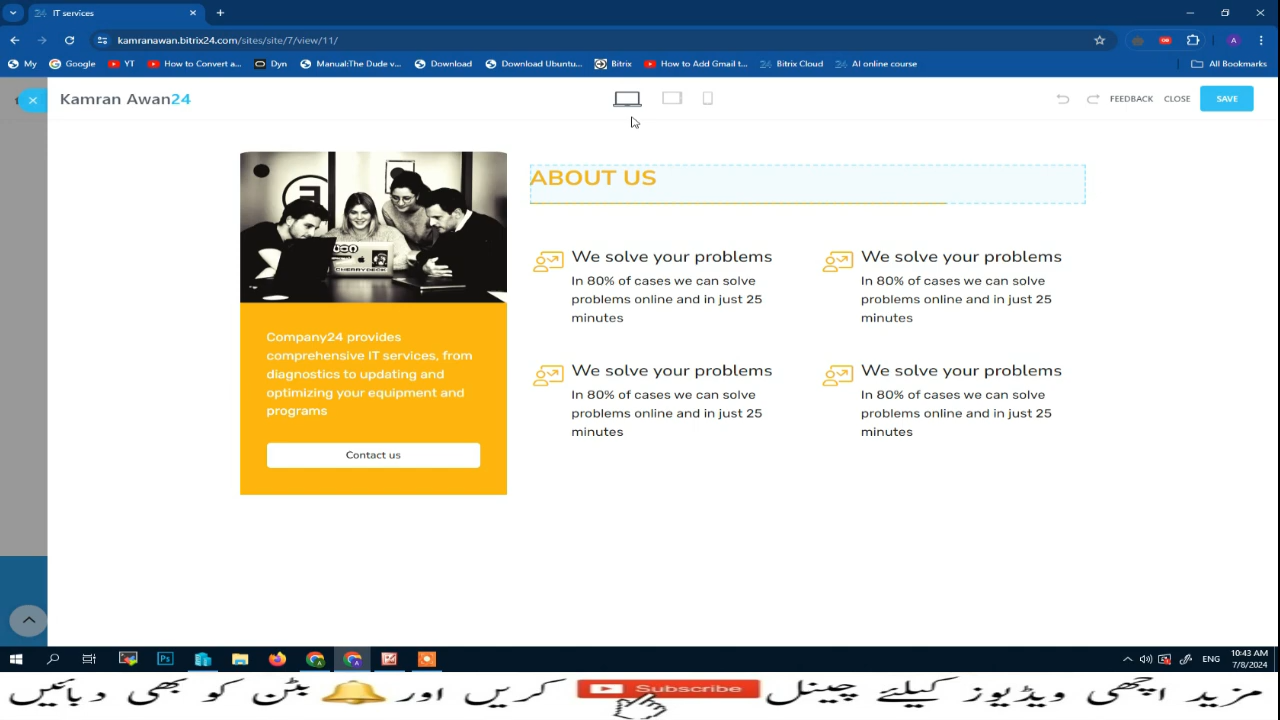 24 IT services
kamranawan.bitrix24.com/sites/site/7/view/11/
A
My Google YT How to Convert a... Dyn Manual:The Dude v... Download Download Ubuntu... Bitrix How to Add Gmail t... Bitrix Cloud AI online course All Bookmarks
Kamran Awan24
FEEDBACK CLOSE SAVE
CHERRYDECK
Company24 provides
comprehensive IT services, from
diagnostics to updating and
optimizing your equipment and
programs
Contact us
ABOUT US
We solve your problems
In 80% of cases we can solve
problems online and in just 25
minutes
We solve your problems
In 80% of cases we can solve
problems online and in just 25
minutes
We solve your problems
In 80% of cases we can solve
problems online and in just 25
minutes
We solve your problems
In 80% of cases we can solve
problems online and in just 25
minutes
Ps
ENG
10:43 AM
7/8/2024
مزید اچھی ویڈیوز کیلئے چینل Subscribe کریں اور بٹن کو بھی دبائیں